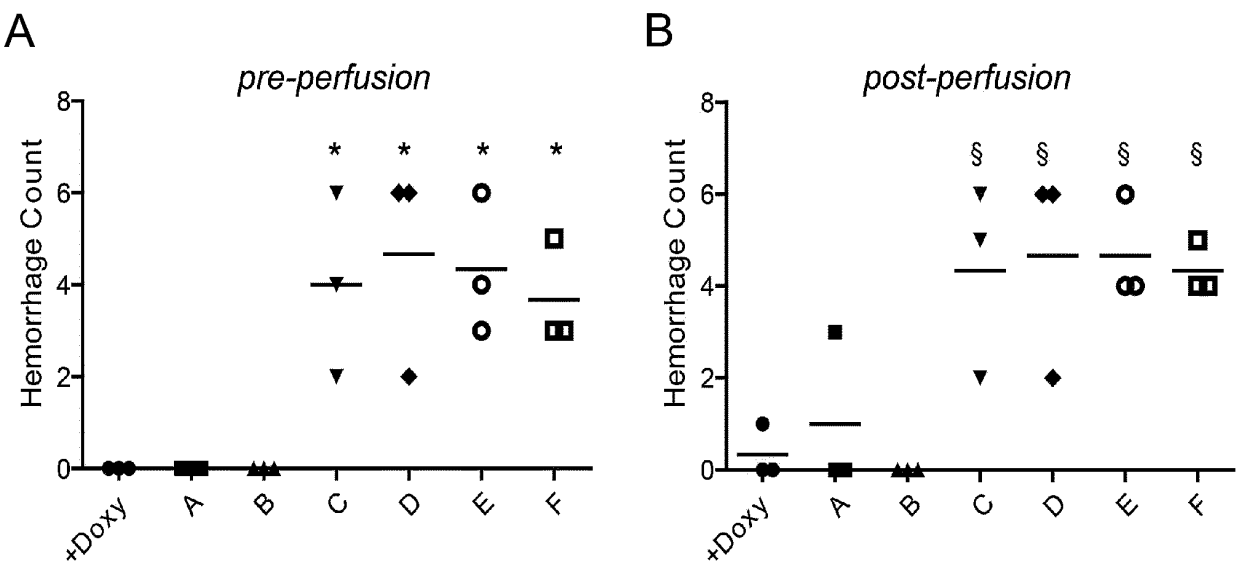 A
pre-perfusion
Hemorrhage Count
8
6
4
2
0
* * * *
+Doxy A B C D E F
B
post-perfusion
Hemorrhage Count
8
6
4
2
0
§ § § §
+Doxy A B C D E F